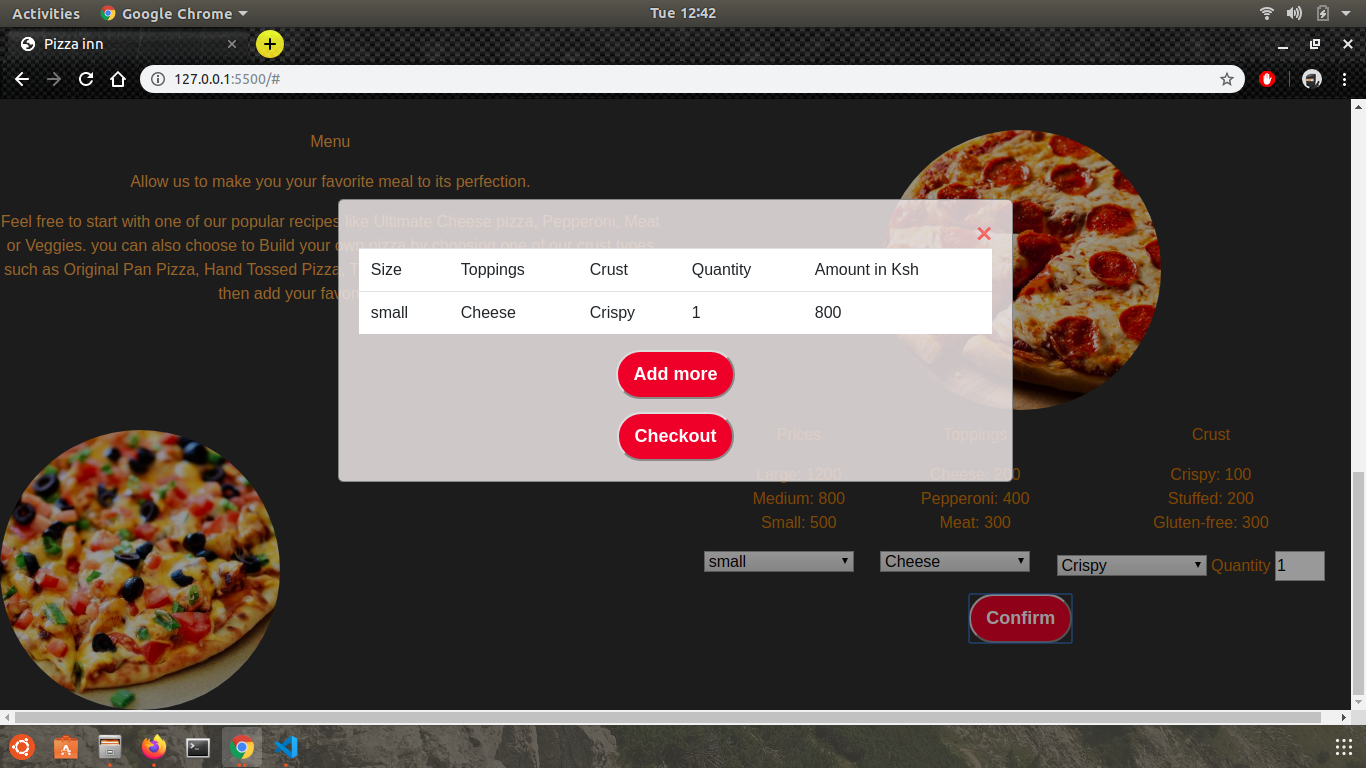 Activities Google Chrome Tue 12:42
Pizza inn
127.0.0.1:5500/#
Menu
Allow us to make you your favorite meal to its perfection.
Feel free to start with one of our popular recipes like Ultimate Cheese pizza, Pepperoni, Meat
or Veggies. you can also choose to Build your own pizza by choosing one of our crust types
such as Original Pan Pizza, Hand Tossed Pizza,
then add your
×
Size Toppings Crust Quantity Amount in Ksh
small Cheese Crispy 1 800
Add more
Checkout
Prices Toppings Crust
Large: 1200 Cheese: 200 Crispy: 100
Medium: 800 Pepperoni: 400 Stuffed: 200
Small: 500 Meat: 300 Gluten-free: 300
small Cheese Crispy Quantity 1
Confirm